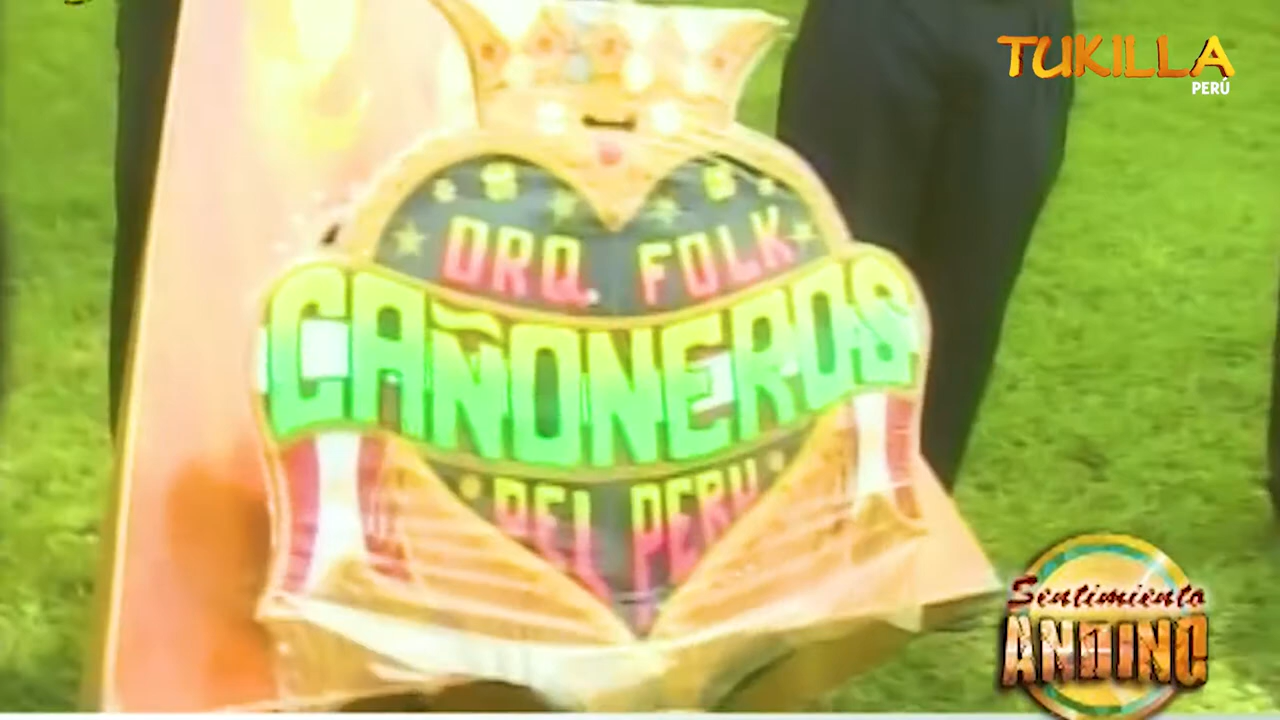 TUKILLA
PERÚ
ORQ. FOLK
CAÑONEROS
DEL PERU
Sentimiento
ANDINO